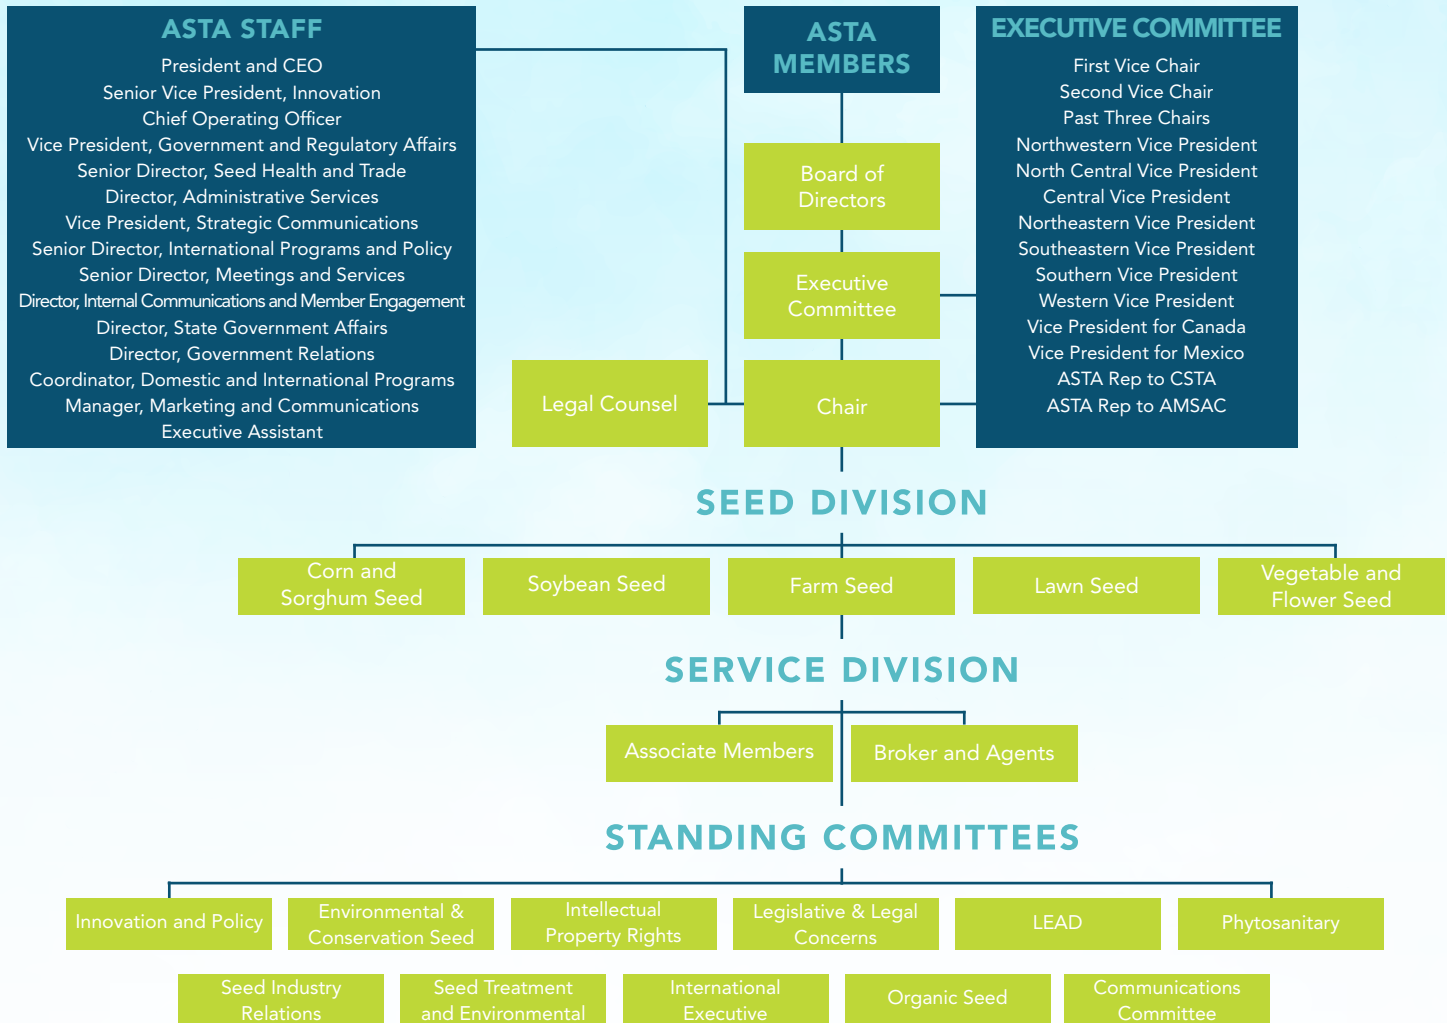 ASTA STAFF
President and CEO
Senior Vice President, Innovation
Chief Operating Officer
Vice President, Government and Regulatory Affairs
Senior Director, Seed Health and Trade
Director, Administrative Services
Vice President, Strategic Communications
Senior Director, International Programs and Policy
Senior Director, Meetings and Services
Director, Internal Communications and Member Engagement
Director, State Government Affairs
Director, Government Relations
Coordinator, Domestic and International Programs
Manager, Marketing and Communications
Executive Assistant
ASTA
MEMBERS
Board of
Directors
Executive
Committee
Legal Counsel
Chair
EXECUTIVE COMMITTEE
First Vice Chair
Second Vice Chair
Past Three Chairs
Northwestern Vice President
North Central Vice President
Central Vice President
Northeastern Vice President
Southeastern Vice President
Southern Vice President
Western Vice President
Vice President for Canada
Vice President for Mexico
ASTA Rep to CSTA
ASTA Rep to AMSAC
SEED DIVISION
Corn and
Sorghum Seed
Soybean Seed
Farm Seed
Lawn Seed
Vegetable and
Flower Seed
SERVICE DIVISION
Associate Members
Broker and Agents
STANDING COMMITTEES
Innovation and Policy
Environmental &
Conservation Seed
Intellectual
Property Rights
Legislative & Legal
Concerns
LEAD
Phytosanitary
Seed Industry
Relations
Seed Treatment
and Environmental
International
Executive
Organic Seed
Communications
Committee